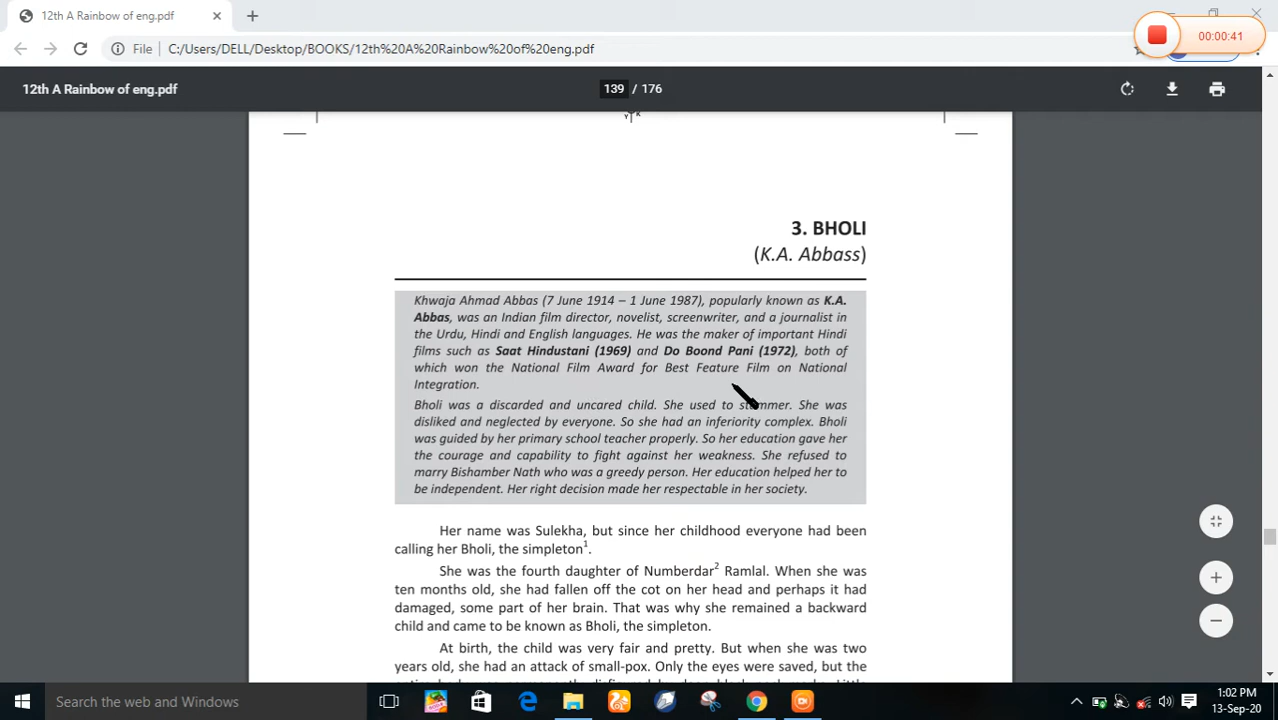 12th A Rainbow of eng.pdf
00:00:41
File C:/Users/DELL/Desktop/BOOKS/12th%20A%20Rainbow%20of%20eng.pdf
12th A Rainbow of eng.pdf 139 / 176
3. BHOLI
(K.A. Abbass)
Khwaja Ahmad Abbas (7 June 1914 – 1 June 1987), popularly known as K.A.
Abbas, was an Indian film director, novelist, screenwriter, and a journalist in
the Urdu, Hindi and English languages. He was the maker of important Hindi
films such as Saat Hindustani (1969) and Do Boond Pani (1972), both of
which won the National Film Award for Best Feature Film on National
Integration.
Bholi was a discarded and uncared child. She used to stammer. She was
disliked and neglected by everyone. So she had an inferiority complex. Bholi
was guided by her primary school teacher properly. So her education gave her
the courage and capability to fight against her weakness. She refused to
marry Bishamber Nath who was a greedy person. Her education helped her to
be independent. Her right decision made her respectable in her society.
Her name was Sulekha, but since her childhood everyone had been
calling her Bholi, the simpleton1.
She was the fourth daughter of Numberdar2 Ramlal. When she was
ten months old, she had fallen off the cot on her head and perhaps it had
damaged, some part of her brain. That was why she remained a backward
child and came to be known as Bholi, the simpleton.
At birth, the child was very fair and pretty. But when she was two
years old, she had an attack of small-pox. Only the eyes were saved, but the
Search the web and Windows
1:02 PM
13-Sep-20